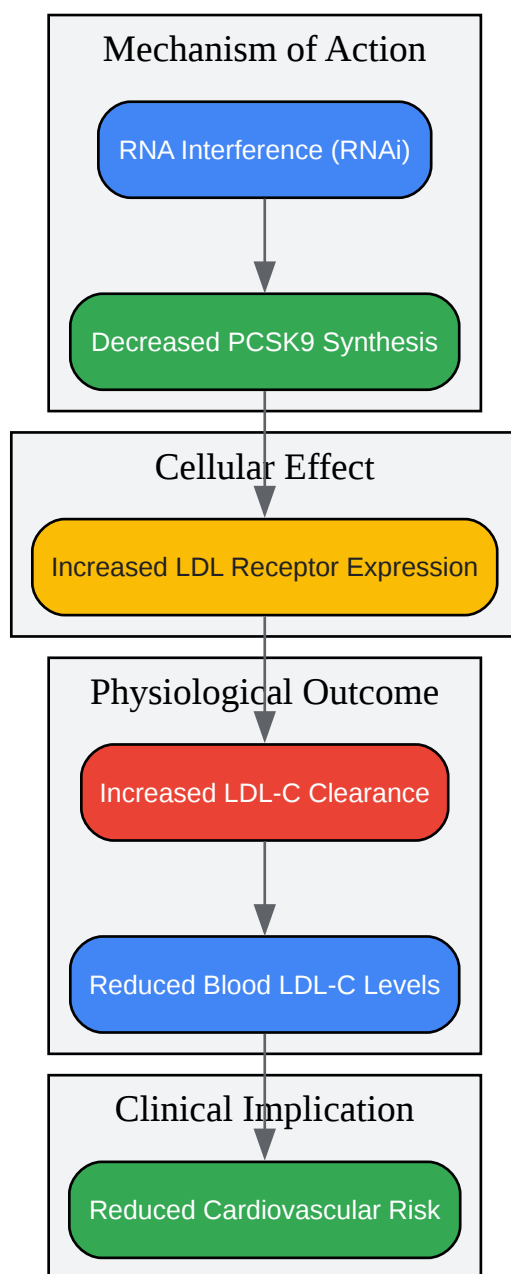 Mechanism of Action
RNA Interference (RNAi)
Decreased PCSK9 Synthesis
Cellular Effect
Increased LDL Receptor Expression
Physiological Outcome
Increased LDL-C Clearance
Reduced Blood LDL-C Levels
Clinical Implication
Reduced Cardiovascular Risk